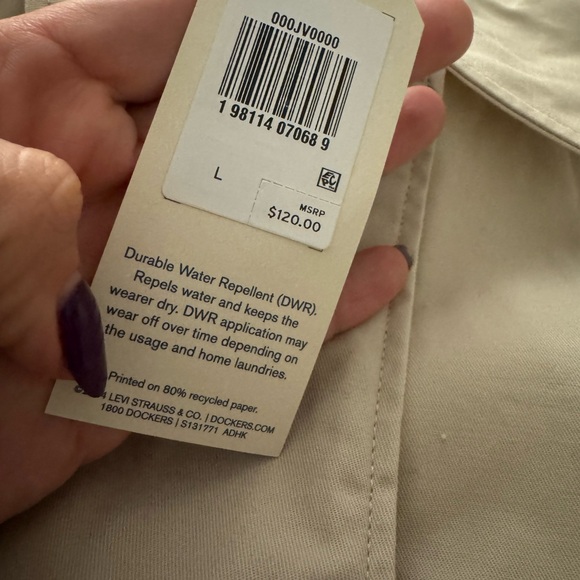 000JV0000
1 98114 07068 9
L
MSRP
$120.00
Durable Water Repellent (DWR).
Repels water and keeps the
wearer dry. DWR application may
wear off over time depending on
the usage and home laundries.
Printed on 80% recycled paper.
LEVI STRAUSS & CO. | DOCKERS.COM
1800 DOCKERS | S131771 ADHK